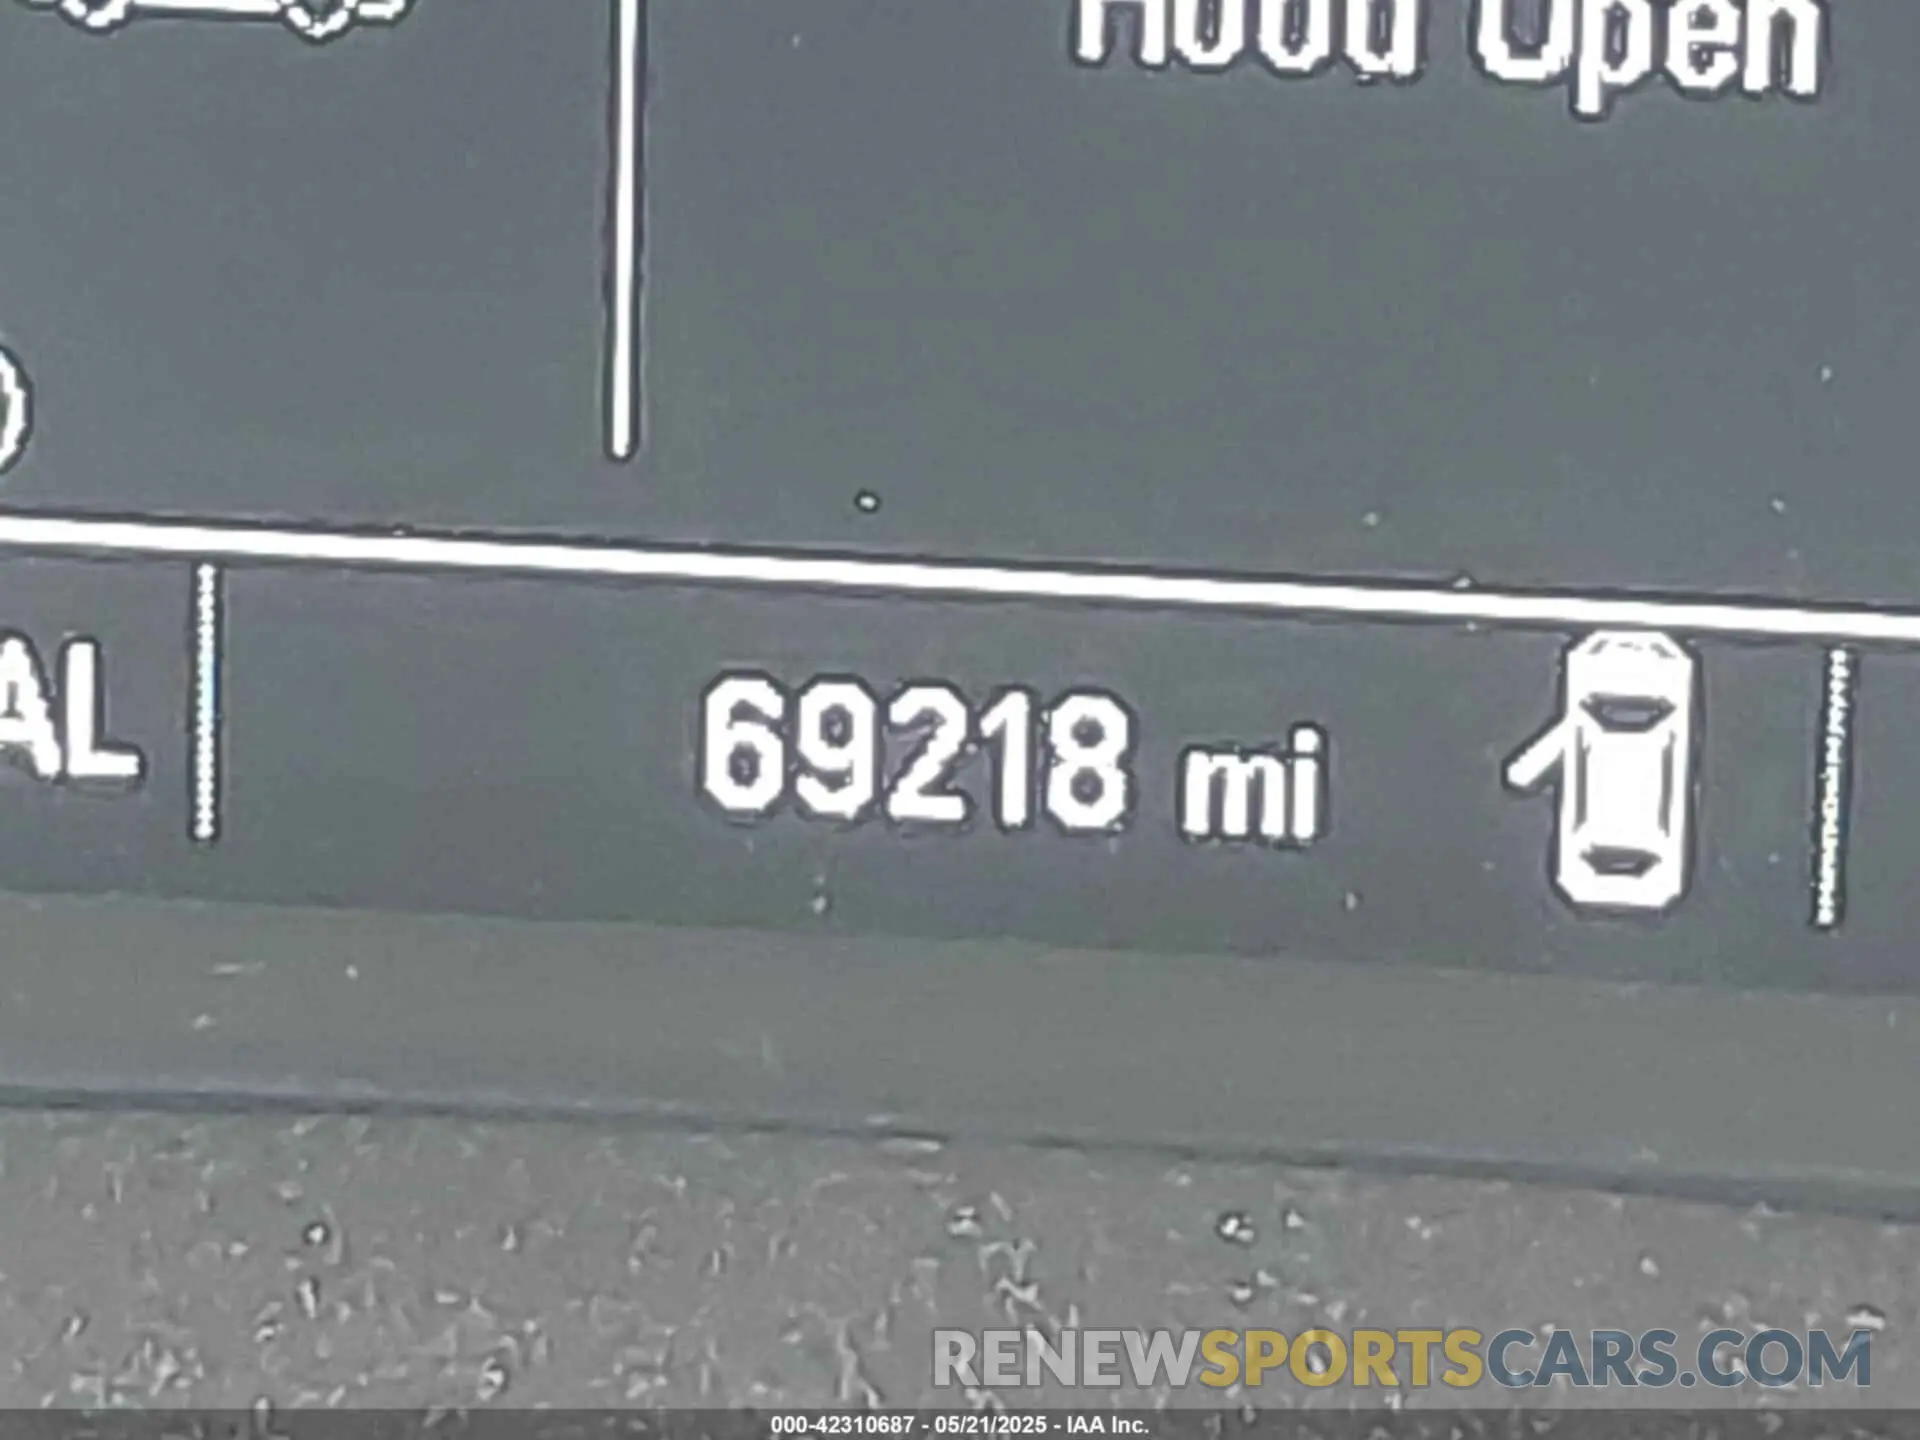 Hood Open
AL
69218 mi
RENEWSPORTSCARS.COM
000-42310687 - 05/21/2025 - IAA Inc.